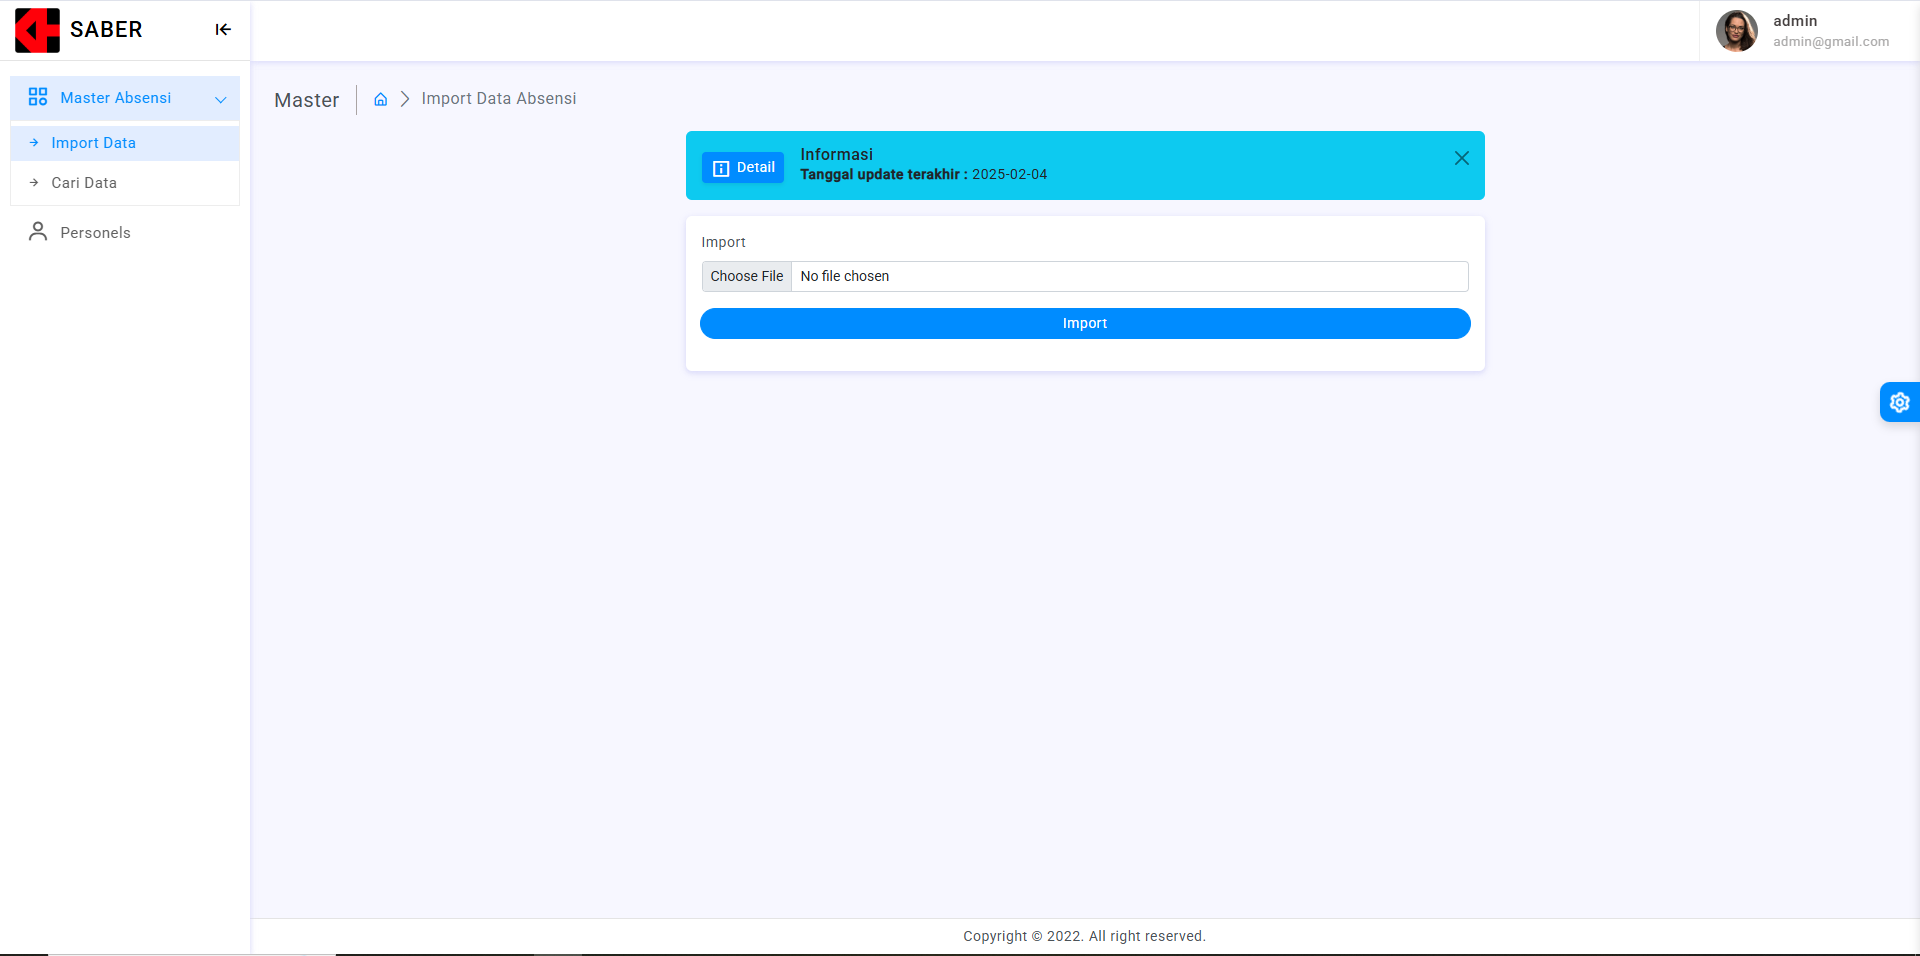 SABER
admin
admin@gmail.com
Master Absensi
Import Data
Cari Data
Personels
Master
Import Data Absensi
Detail
Informasi
Tanggal update terakhir : 2025-02-04
Import
Choose File No file chosen
Import
Copyright © 2022. All right reserved.